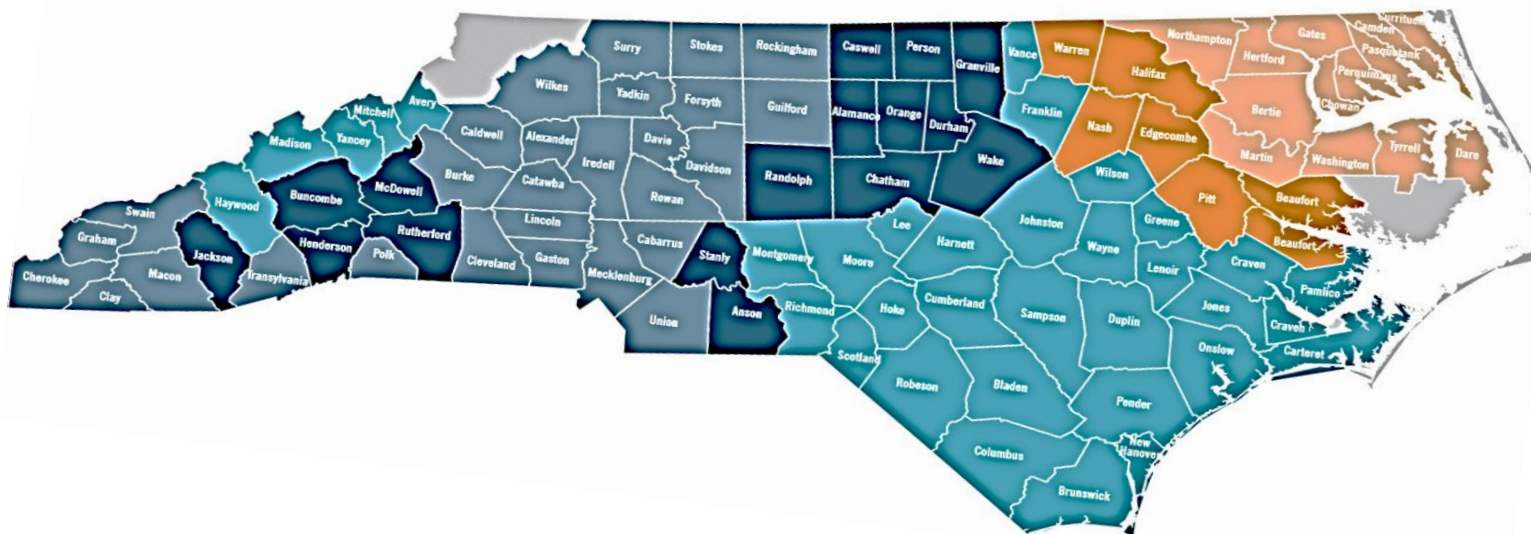 Surry
Stokes
Rockingham
Caswell
Person
Granville
Vance
Warren
Northampton
Gates
Camden
Currituck
Pasquotank
Hertford
Halifax
Perquimans
Wilkes
Yadkin
Forsyth
Guilford
Alamance
Orange
Durham
Franklin
Nash
Edgecombe
Bertie
Chowan
Avery
Mitchell
Yancey
Madison
Caldwell
Alexander
Iredell
Davie
Davidson
Randolph
Chatham
Wake
Wilson
Martin
Washington
Tyrrell
Dare
Burke
Catawba
Rowan
McDowell
Buncombe
Haywood
Swain
Graham
Jackson
Henderson
Rutherford
Polk
Cleveland
Lincoln
Gaston
Cabarrus
Mecklenburg
Stanly
Montgomery
Moore
Lee
Harnett
Johnston
Wayne
Greene
Pitt
Beaufort
Beaufort
Cherokee
Clay
Macon
Transylvania
Union
Anson
Richmond
Hoke
Cumberland
Sampson
Duplin
Lenoir
Craven
Pamlico
Jones
Craven
Carteret
Scotland
Robeson
Bladen
Onslow
Pender
Columbus
New
Hanover
Brunswick